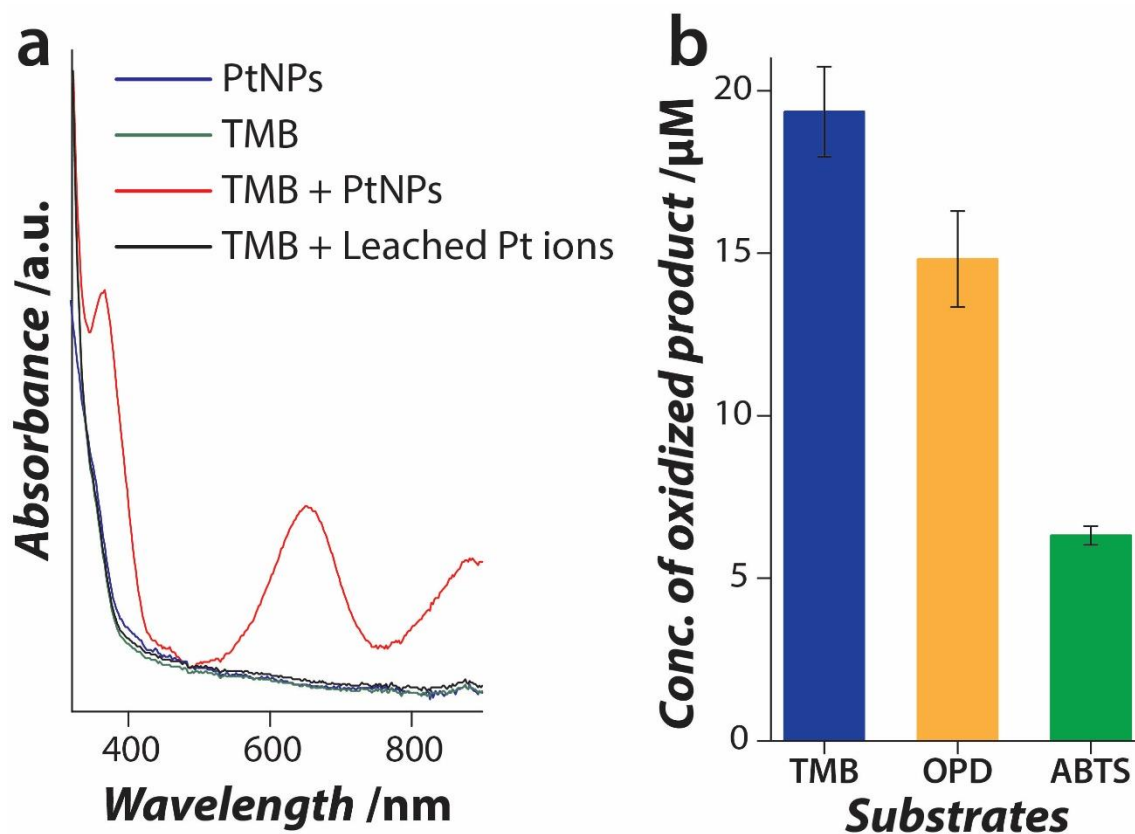 a
PtNPs
TMB
TMB + PtNPs
TMB + Leached Pt ions
Absorbance /a.u.
400
600
800
Wavelength /nm
b
Conc. of oxidized product /µM
20
15
10
5
0
TMB
OPD
ABTS
Substrates